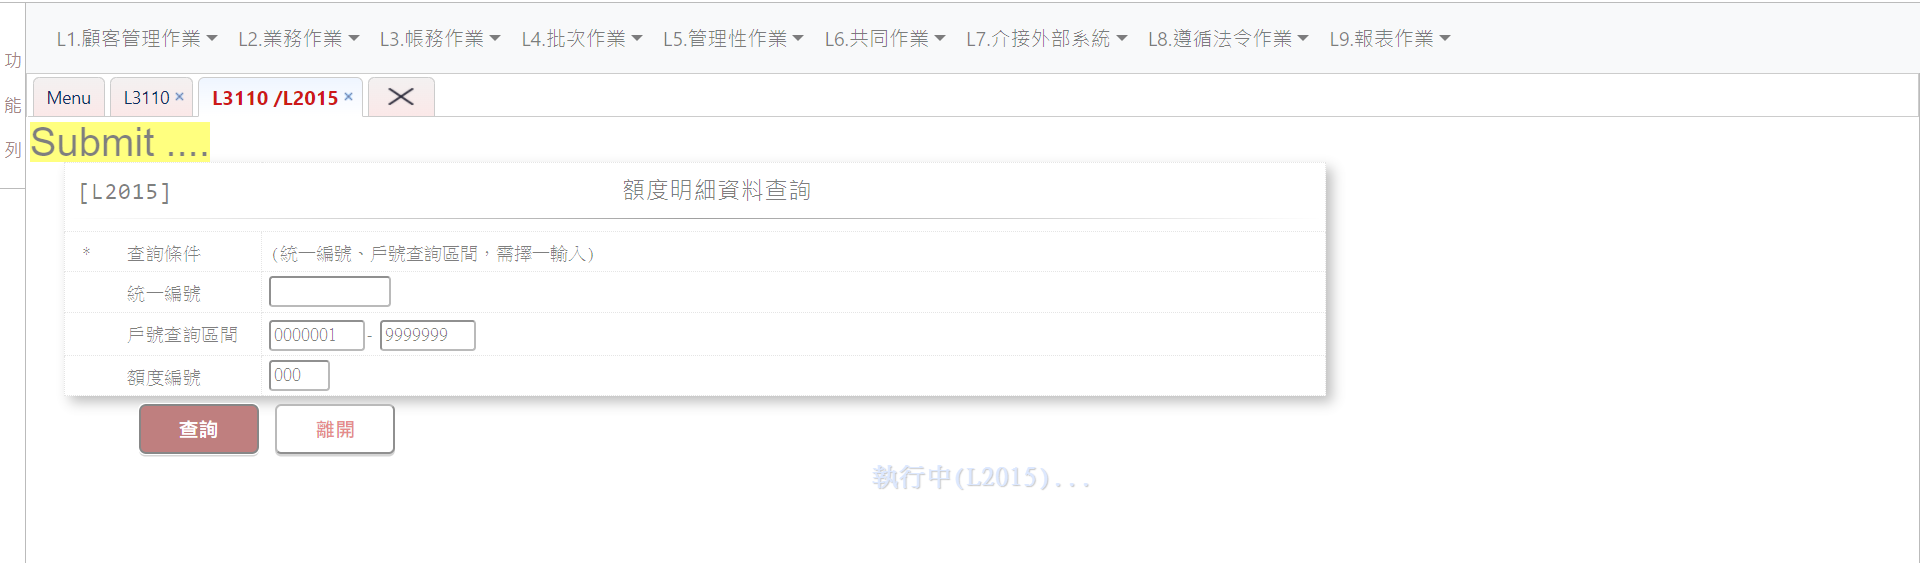 L1.顧客管理作業 L2.業務作業 L3.帳務作業 L4.批次作業 L5.管理性作業 L6.共同作業 L7.介接外部系統 L8.遵循法令作業 L9.報表作業
功
能
列
Menu L3110 × L3110 /L2015 ×
Submit ....
[L2015] 額度明細資料查詢
* 查詢條件 (統一編號、戶號查詢區間，需擇一輸入)
統一編號
戶號查詢區間 0000001 - 9999999
額度編號 000
查詢 離開
執行中(L2015)...